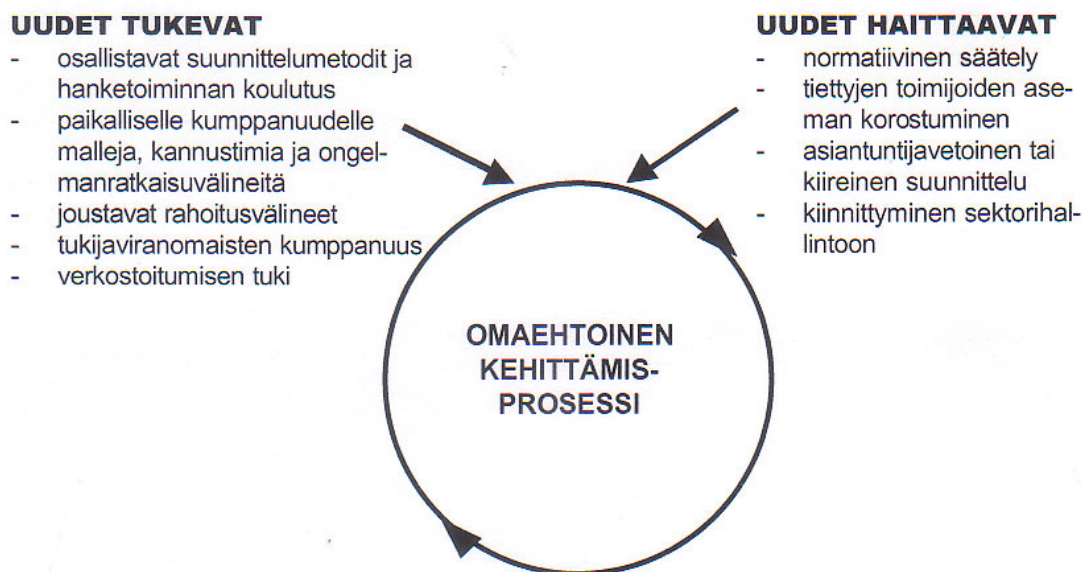 UUDET TUKEVAT
- osallistavat suunnittelumetodit ja
hanketoiminnan koulutus
- paikalliselle kumppanuudelle
malleja, kannustimia ja ongel-
manratkaisuvälineitä
- joustavat rahoitusvälineet
- tukijaviranomaisten kumppanuus
- verkostoitumisen tuki
UUDET HAITTAAVAT
- normatiivinen säätely
- tiettyjen toimijoiden ase-
man korostuminen
- asiantuntijavetoinen tai
kiireinen suunnittelu
- kiinnittyminen sektorihal-
lintoon
OMAEHTOINEN
KEHITTÄMIS-
PROSESSI